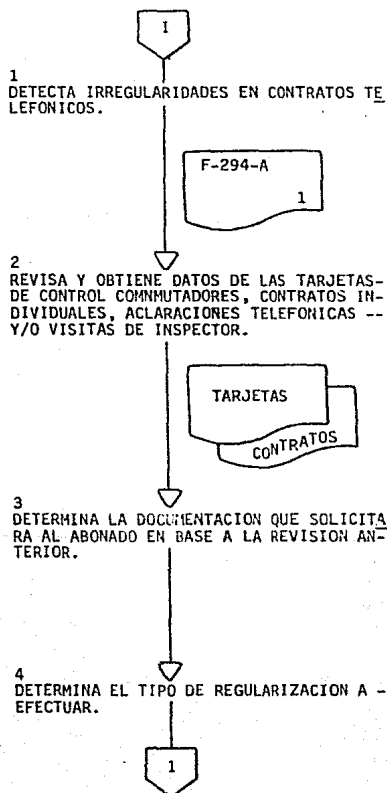 I
1
DETECTA IRREGULARIDADES EN CONTRATOS TE
LEFONICOS.
F-294-A
1
2
REVISA Y OBTIENE DATOS DE LAS TARJETAS-
DE CONTROL COMNMUTADORES, CONTRATOS IN-
DIVIDUALES, ACLARACIONES TELEFONICAS --
Y/O VISITAS DE INSPECTOR.
TARJETAS
CONTRATOS
3
DETERMINA LA DOCUMENTACION QUE SOLICITA
RA AL ABONADO EN BASE A LA REVISION AN-
TERIOR.
4
DETERMINA EL TIPO DE REGULARIZACION A -
EFECTUAR.
1